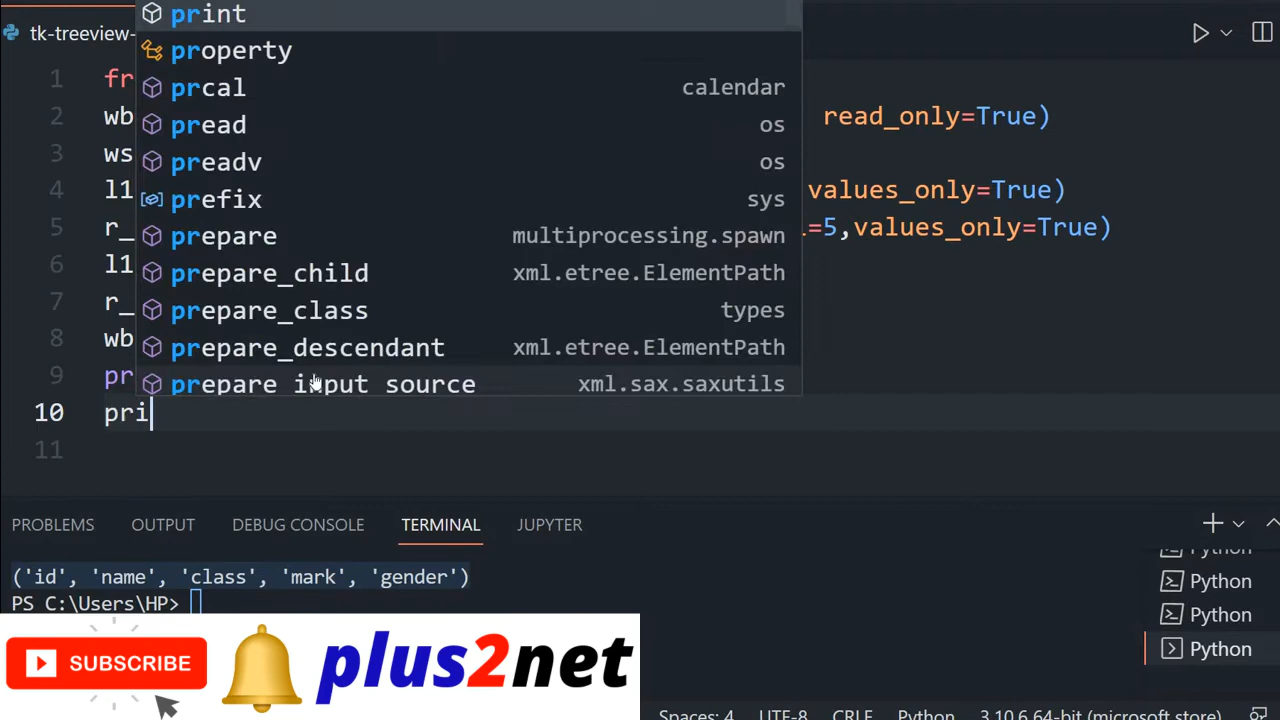 print
tk-treeview-
property
1 fr
prcal calendar
2 wb read_only=True)
pread os
3 ws
preadv os
4 l1 values_only=True)
prefix sys
5 r_ =5,values_only=True)
prepare multiprocessing.spawn
6 l1
prepare_child xml.etree.ElementPath
7 r_
prepare_class types
8 wb
prepare_descendant xml.etree.ElementPath
9 pr
prepare input source xml.sax.saxutils
10 pri
11
PROBLEMS OUTPUT DEBUG CONSOLE TERMINAL JUPYTER
Python
('id', 'name', 'class', 'mark', 'gender')
Python
PS C:\Users\HP>
Python
Python
SUBSCRIBE
plus2net
Spaces: 4 UTF-8 CRLF Python 3.10.6 64-bit (microsoft store)